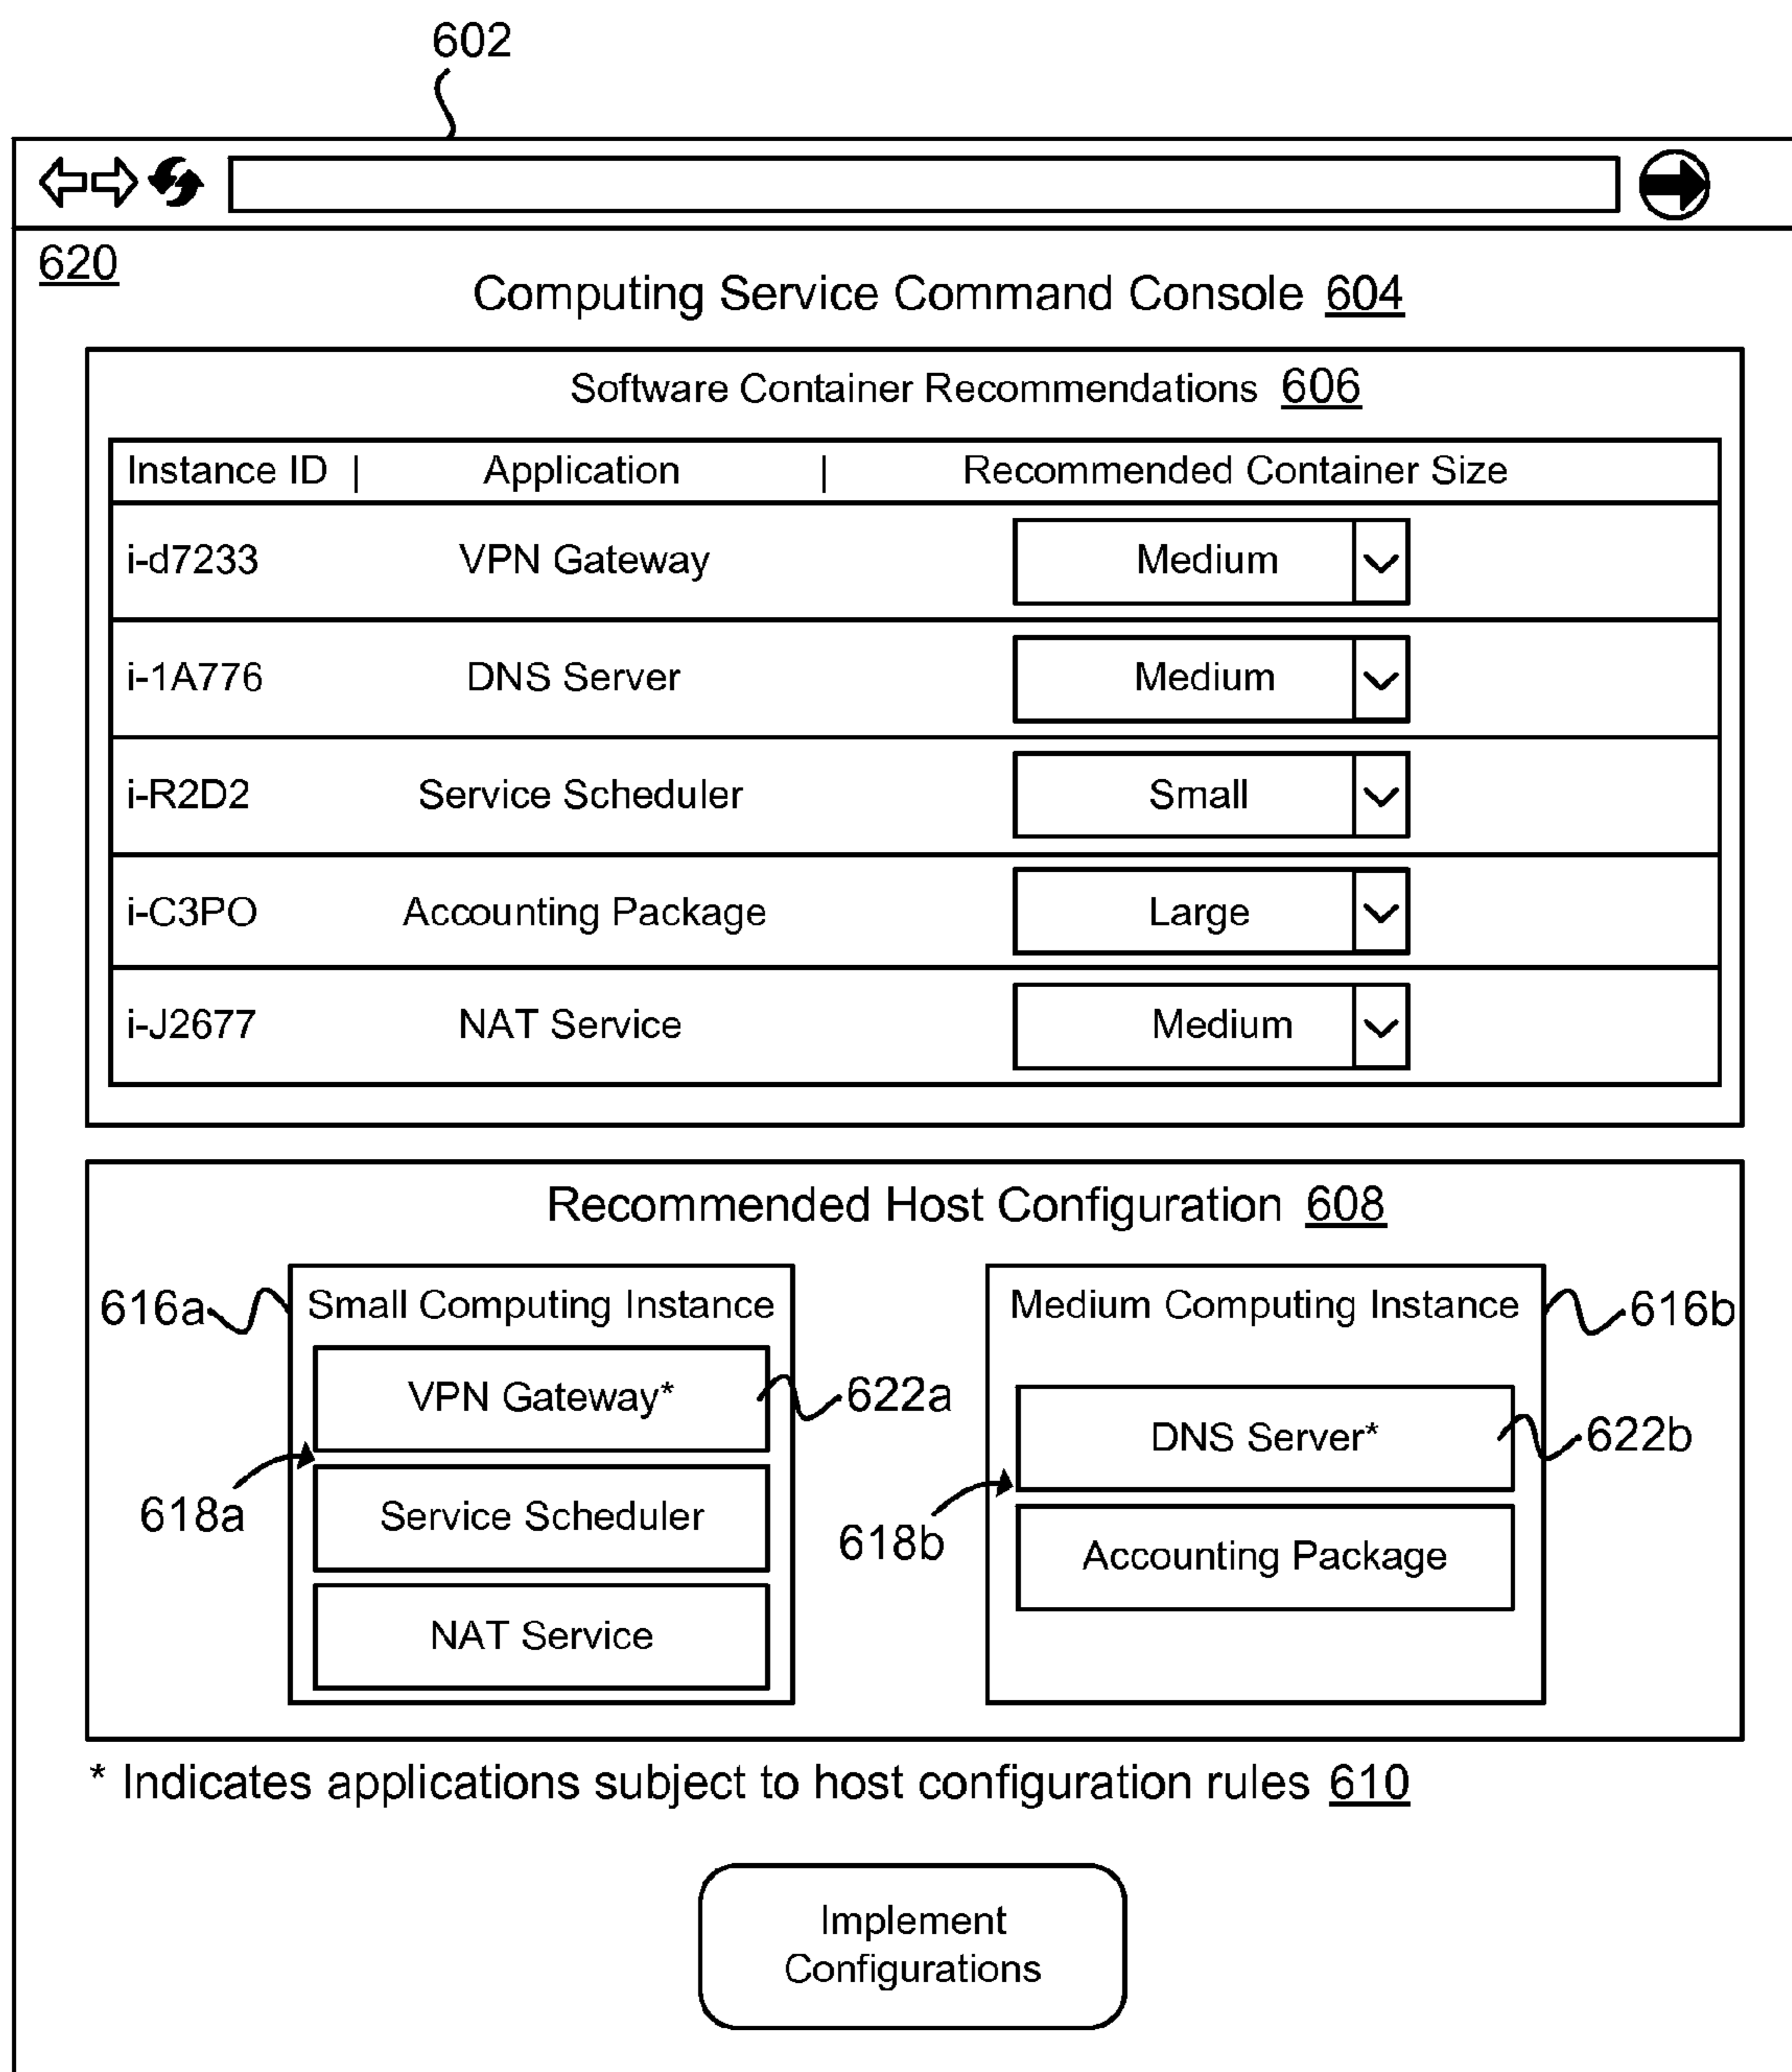 602
620
Computing Service Command Console 604
Software Container Recommendations 606
Instance ID | Application | Recommended Container Size
i-d7233 VPN Gateway Medium
i-1A776 DNS Server Medium
i-R2D2 Service Scheduler Small
i-C3PO Accounting Package Large
i-J2677 NAT Service Medium
Recommended Host Configuration 608
616a
Small Computing Instance
VPN Gateway*
622a
618a
Service Scheduler
NAT Service
Medium Computing Instance
616b
DNS Server*
622b
618b
Accounting Package
* Indicates applications subject to host configuration rules 610
Implement
Configurations